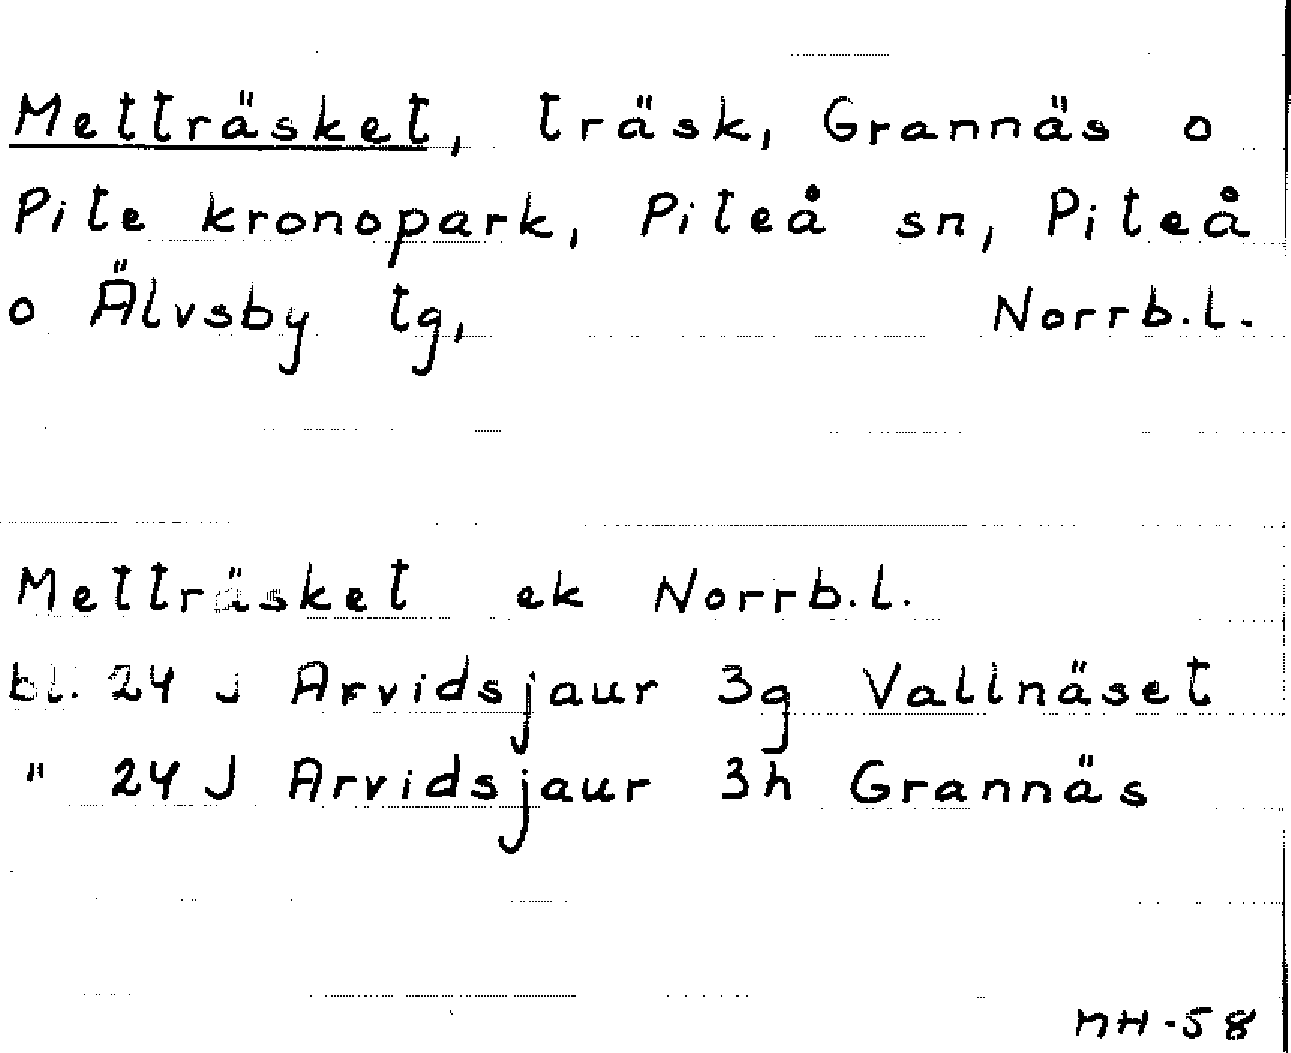 Metträsket, träsk, Grannäs o
Pite kronopark, Piteå sn, Piteå
o Älvsby tg, Norrb.l.
Metträsket ek Norrb.l.
bl. 24 J Arvidsjaur 3g Vallnäset
" 24 J Arvidsjaur 3h Grannäs
MH-58